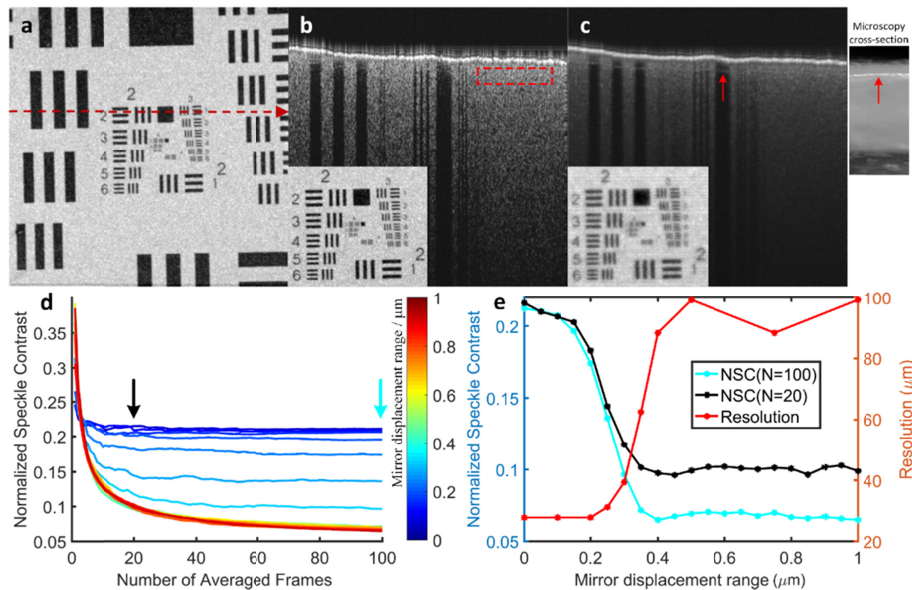 a
b
c
Microscopy
cross-section
2
3
2
3
4
5
6
2
1
2
3
2
3
4
5
6
2
1
2
3
2
3
4
5
6
2
1
d
Normalized Speckle Contrast
0.35
0.3
0.25
0.2
0.15
0.1
0.05
0 20 40 60 80 100
Number of Averaged Frames
Mirror displacement range / μm
1
0.8
0.6
0.4
0.2
0
e
Normalized Speckle Contrast
0.2
0.1
0.05
NSC(N=100)
NSC(N=20)
Resolution
100
80
60
40
20
Resolution (μm)
0 0.2 0.4 0.6 0.8 1
Mirror displacement range (μm)